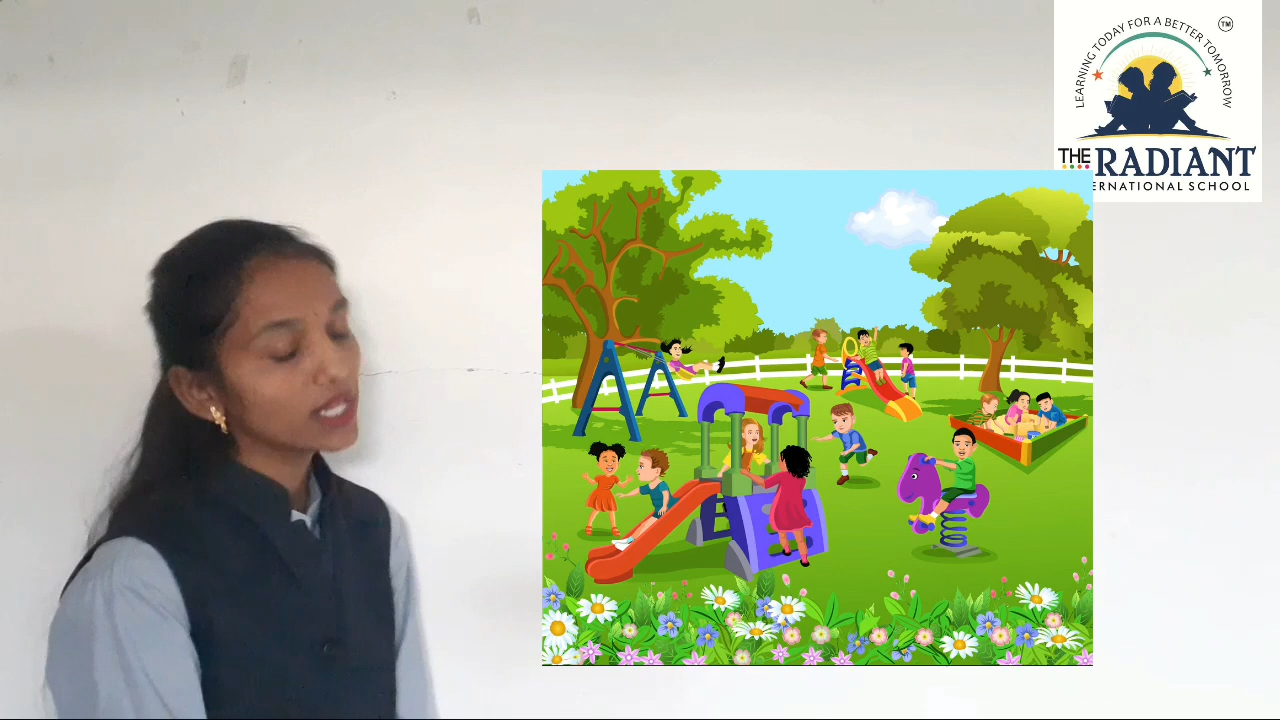 LEARNING TODAY FOR A BETTER TOMORROW
TM
THE RADIANT
ERNATIONAL SCHOOL